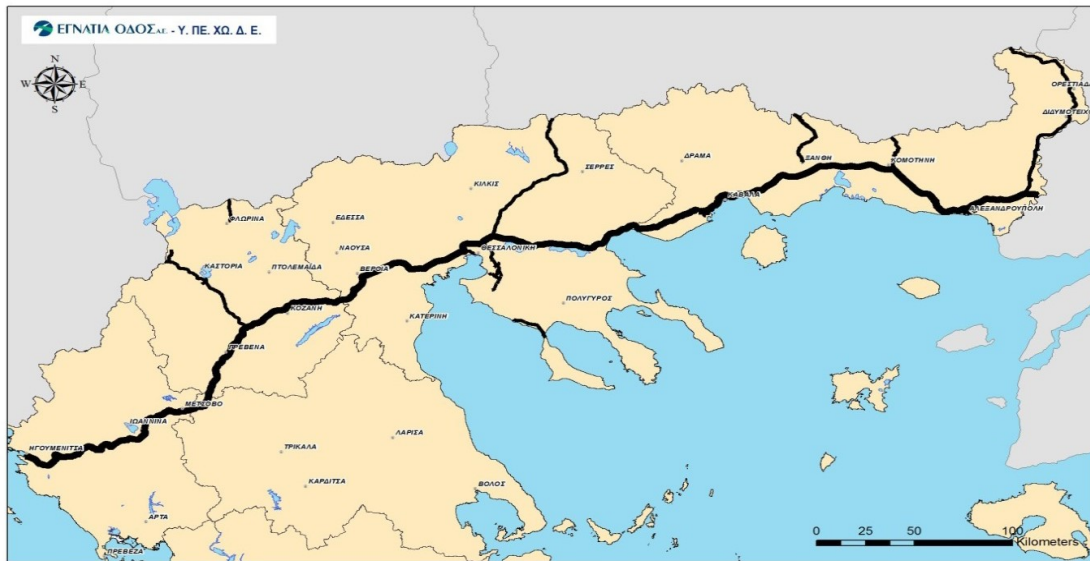 ΕΓΝΑΤΙΑ ΟΔΟΣ Α.Ε. - Υ. ΠΕ. ΧΩ. Δ. Ε.
N
W E
S
ΟΡΕΣΤΙΑΔΑ
ΔΙΔΥΜΟΤΕΙΧΟ
ΞΑΝΘΗ
ΚΟΜΟΤΗΝΗ
ΔΡΑΜΑ
ΣΕΡΡΕΣ
ΚΙΛΚΙΣ
ΚΑΒΑΛΑ
ΑΛΕΞΑΝΔΡΟΥΠΟΛΗ
ΦΛΩΡΙΝΑ
ΕΔΕΣΣΑ
ΝΑΟΥΣΑ
ΘΕΣΣΑΛΟΝΙΚΗ
ΚΑΣΤΟΡΙΑ
ΠΤΟΛΕΜΑΙΔΑ
ΒΕΡΟΙΑ
ΠΟΛΥΓΥΡΟΣ
ΚΟΖΑΝΗ
ΚΑΤΕΡΙΝΗ
ΓΡΕΒΕΝΑ
ΜΕΤΣΟΒΟ
ΙΩΑΝΝΙΝΑ
ΗΓΟΥΜΕΝΙΤΣΑ
ΛΑΡΙΣΑ
ΤΡΙΚΑΛΑ
ΚΑΡΔΙΤΣΑ
ΒΟΛΟΣ
ΑΡΤΑ
ΠΡΕΒΕΖΑ
0 25 50 100
Kilometers